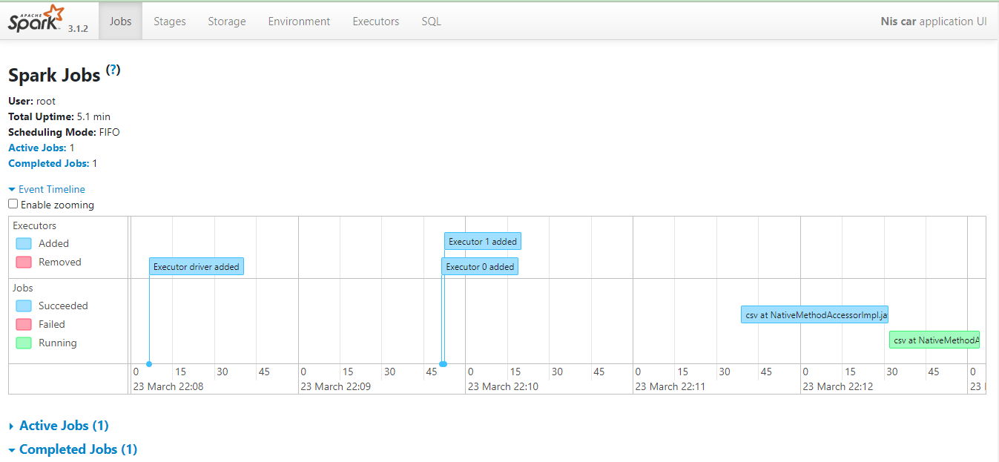 APACHE Spark 3.1.2 Jobs Stages Storage Environment Executors SQL Nis car application UI
Spark Jobs (?)
User: root
Total Uptime: 5.1 min
Scheduling Mode: FIFO
Active Jobs: 1
Completed Jobs: 1
Event Timeline
Enable zooming
Executors
Added
Removed
Executor 1 added
Executor driver added
Executor 0 added
Jobs
Succeeded
Failed
Running
csv at NativeMethodAccessorImpl.ja
csv at NativeMethodA
0 15 30 45 0 15 30 45 0 15 30 45 0 15 30 45 0 15 30 45 0
23 March 22:08 23 March 22:09 23 March 22:10 23 March 22:11 23 March 22:12 23
Active Jobs (1)
Completed Jobs (1)